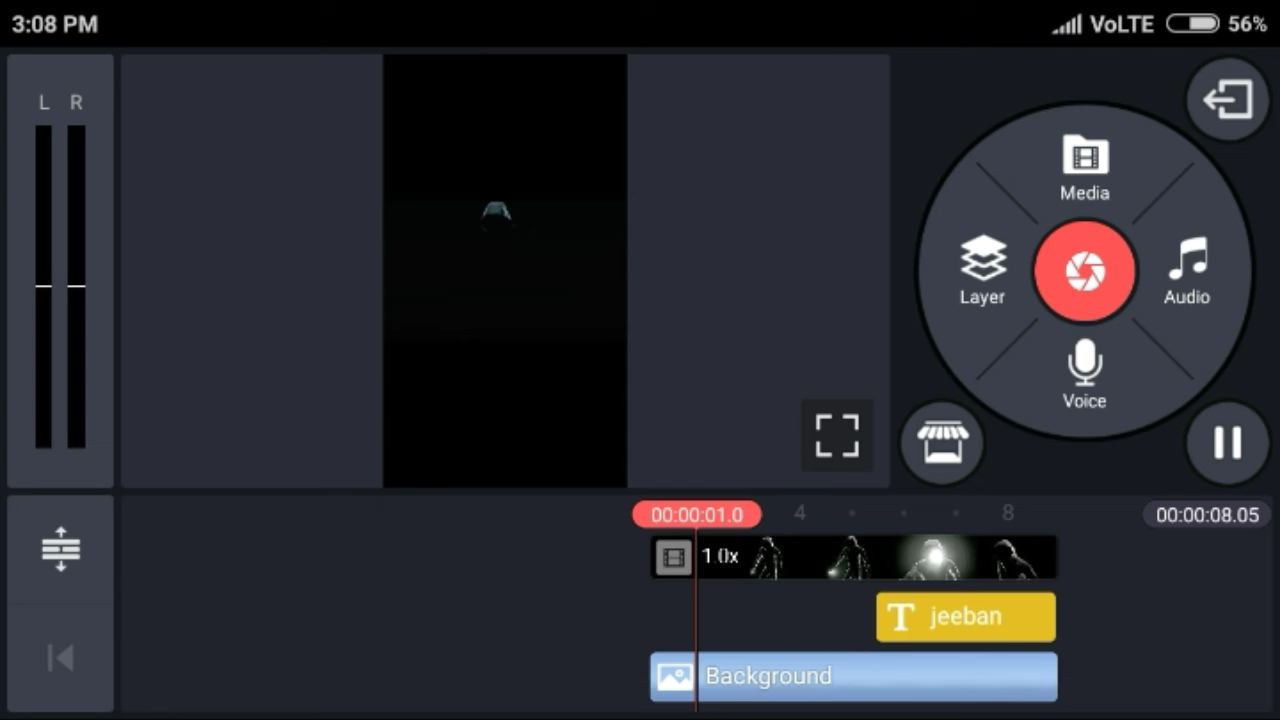 3:08 PM
VoLTE 56%
L R
Media
Layer
Audio
Voice
00:00:01.0 4 8 00:00:08.05
1.0x
T jeeban
Background